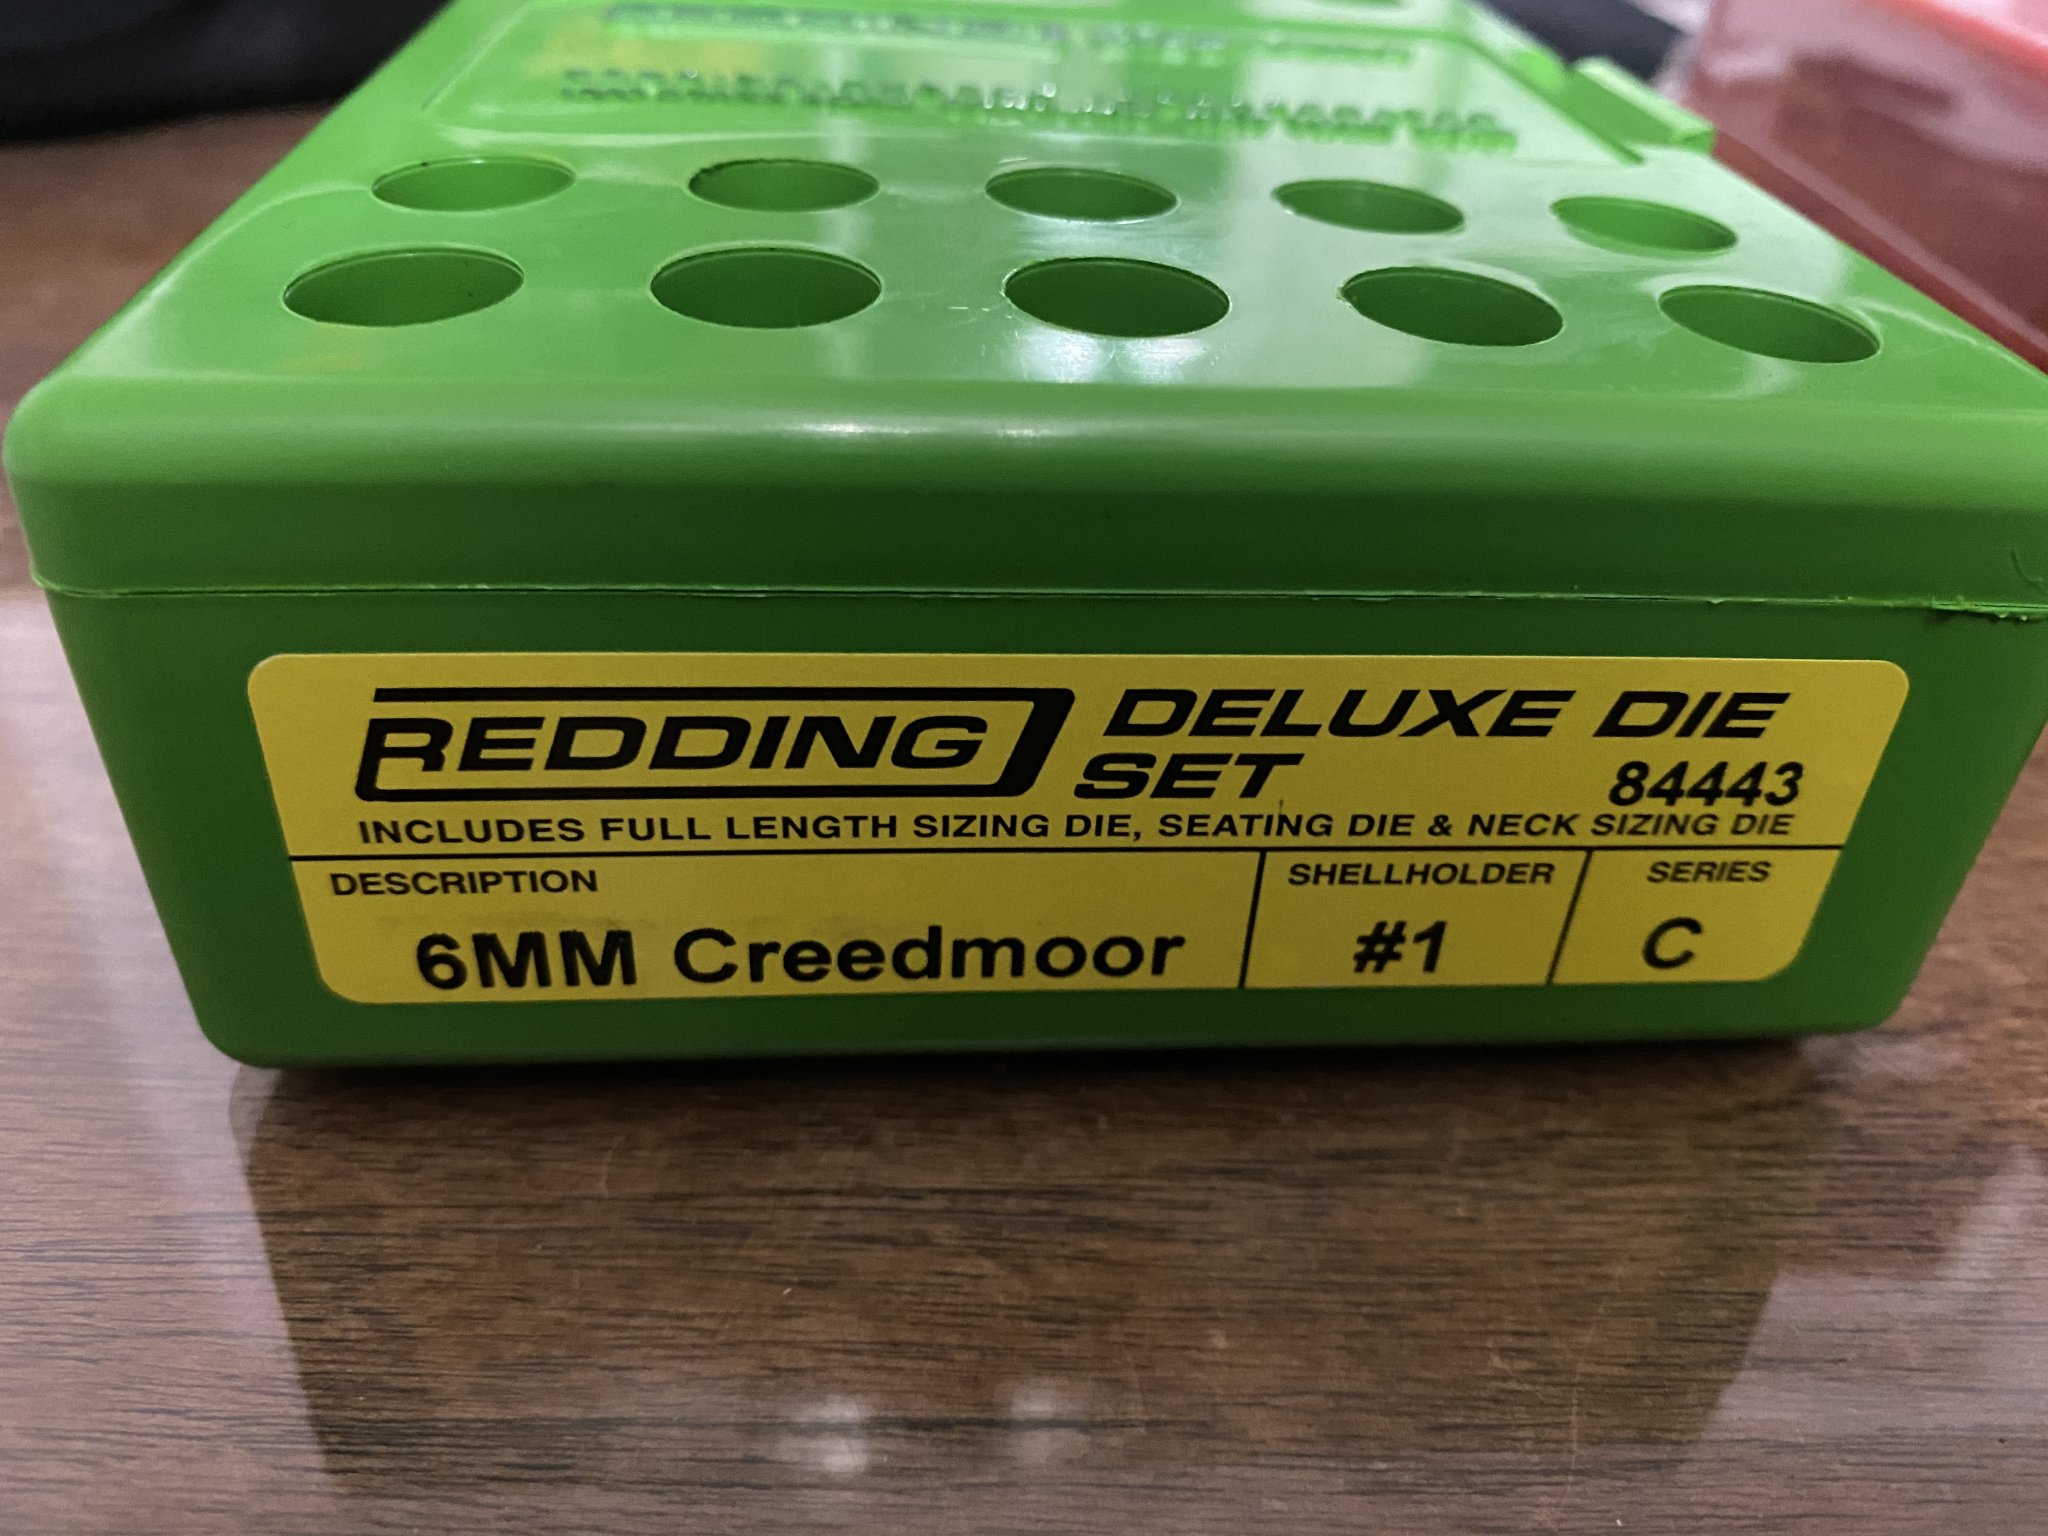 REDDING DELUXE DIE SET
84443
INCLUDES FULL LENGTH SIZING DIE, SEATING DIE & NECK SIZING DIE
DESCRIPTION
6MM Creedmoor
SHELLHOLDER
#1
SERIES
C